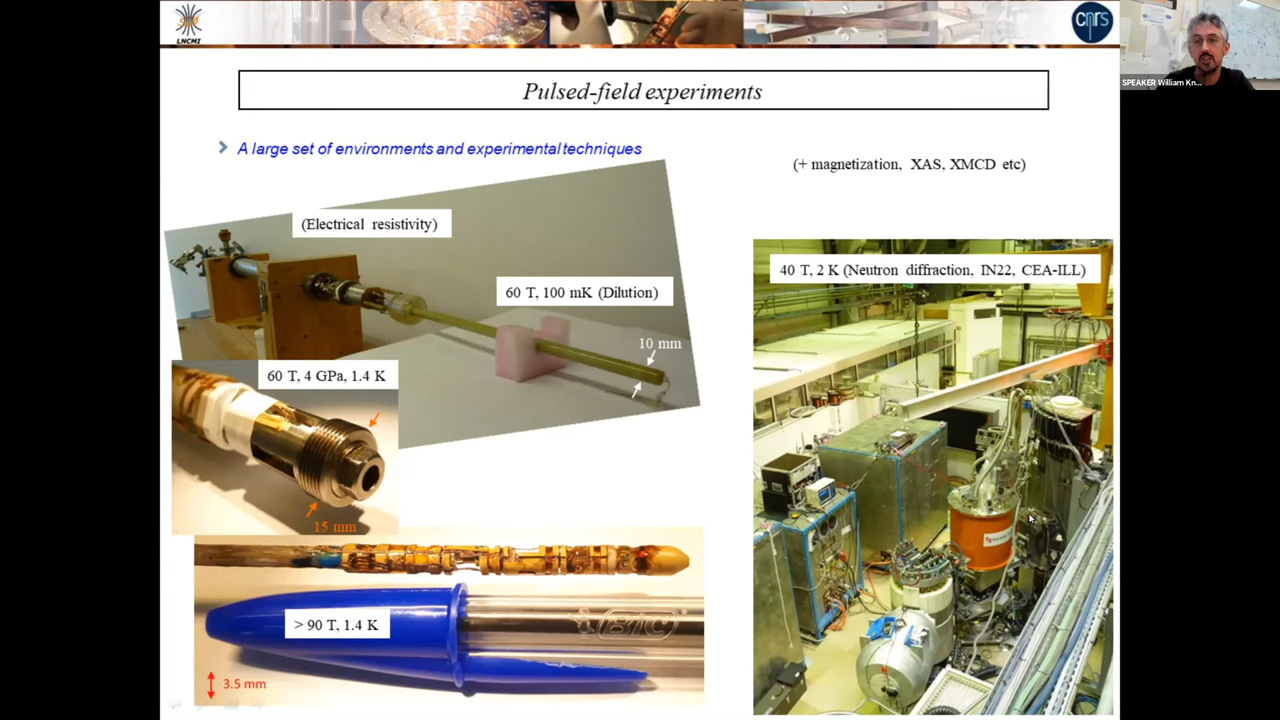 LNCMI
cnrs
SPEAKER William Kn...
Pulsed-field experiments
A large set of environments and experimental techniques
(+ magnetization, XAS, XMCD etc)
(Electrical resistivity)
60 T, 100 mK (Dilution)
10 mm
60 T, 4 GPa, 1.4 K
15 mm
40 T, 2 K (Neutron diffraction, IN22, CEA-ILL)
> 90 T, 1.4 K
BIC
3.5 mm